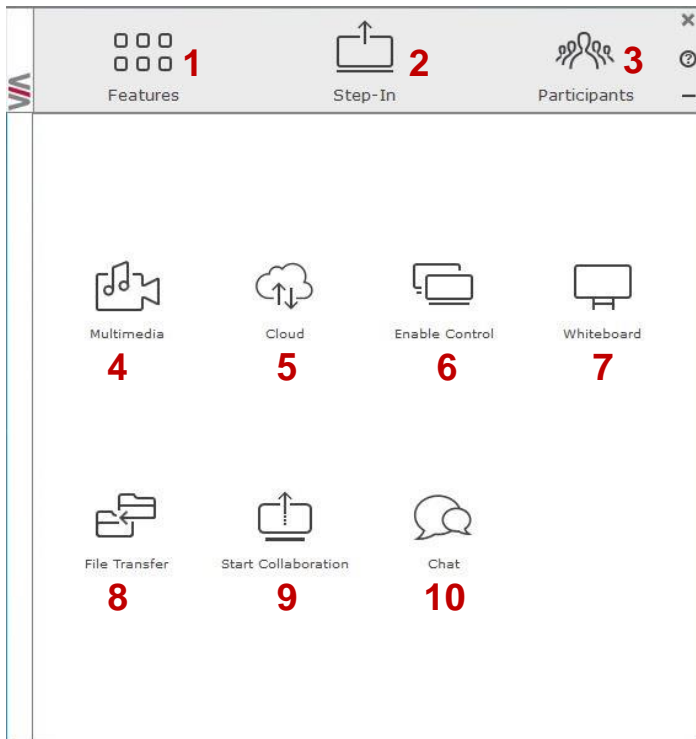 1
2
3
Features
Step-In
Participants
Multimedia
Cloud
Enable Control
Whiteboard
4
5
6
7
File Transfer
Start Collaboration
Chat
8
9
10